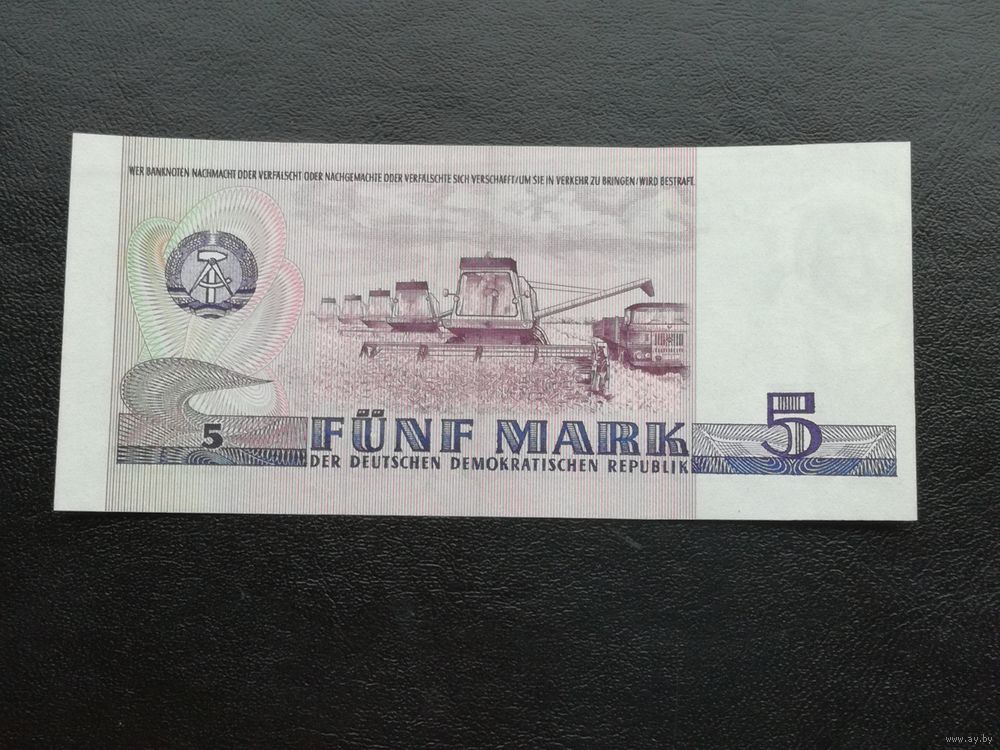 WER BANKNOTEN NACHMACHT ODER VERFÄLSCHT ODER NACHGEMACHTE ODER VERFÄLSCHTE SICH VERSCHAFFT/UM SIE IN VERKEHR ZU BRINGEN/WIRD BESTRAFT.
5 FÜNF MARK 5
DER DEUTSCHEN DEMOKRATISCHEN REPUBLIK
www.ay.by